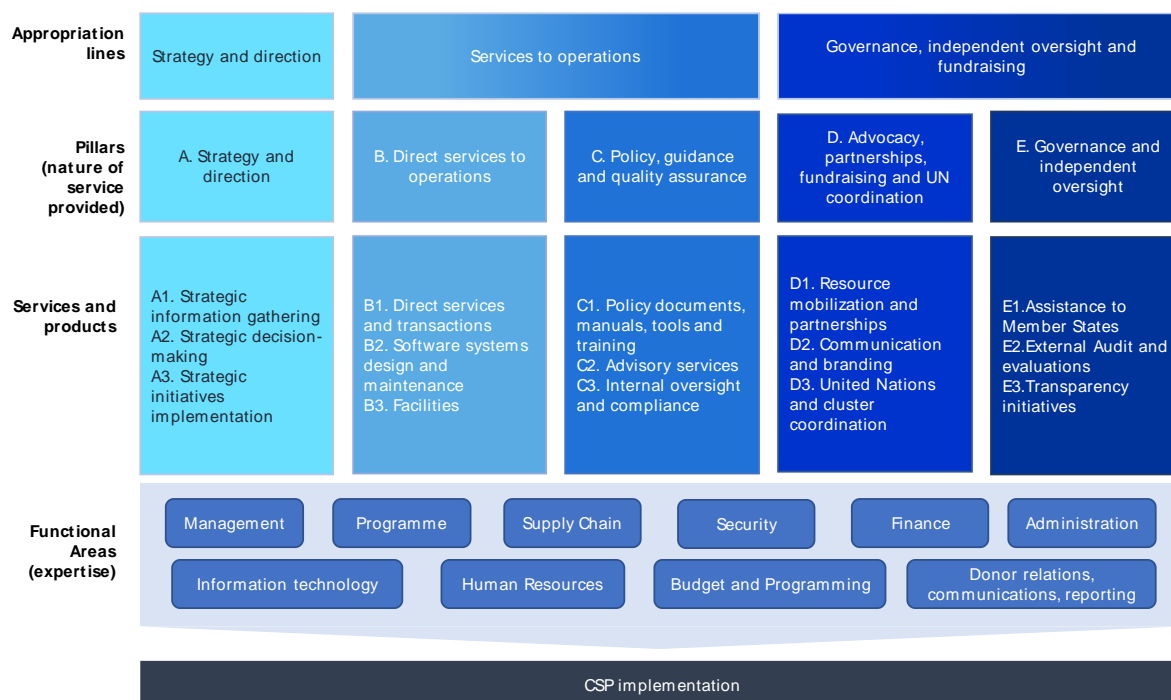 Appropriation
lines
Strategy and direction
Services to operations
Governance, independent oversight and
fundraising
Pillars
(nature of
service
provided)
A. Strategy and
direction
B. Direct services to
operations
C. Policy, guidance
and quality assurance
D. Advocacy,
partnerships,
fundraising and UN
coordination
E. Governance and
independent
oversight
Services and
products
A1. Strategic
information gathering
A2. Strategic decision-
making
A3. Strategic
initiatives
implementation
B1. Direct services
and transactions
B2. Software systems
design and
maintenance
B3. Facilities
C1. Policy documents,
manuals, tools and
training
C2. Advisory services
C3. Internal oversight
and compliance
D1. Resource
mobilization and
partnerships
D2. Communication
and branding
D3. United Nations
and cluster
coordination
E1.Assistance to
Member States
E2.External Audit and
evaluations
E3.Transparency
initiatives
Functional
Areas
(expertise)
Management
Programme
Supply Chain
Security
Finance
Administration
Information technology
Human Resources
Budget and Programming
Donor relations,
communications, reporting
CSP implementation